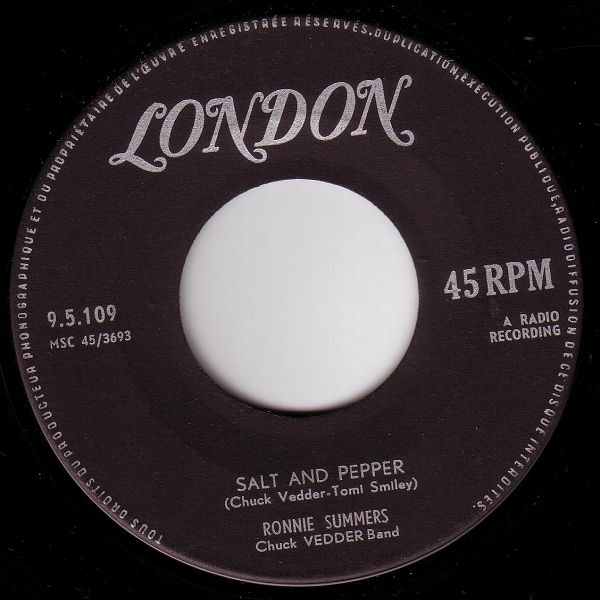 TOUS DROITS DU PRODUCTEUR PHONOGRAPHIQUE ET DU PROPRIÉTAIRE DE L'ŒUVRE ENREGISTRÉE RÉSERVÉS.DUPLICATION,EXÉCUTION PUBLIQUE,RADIODIFFUSION DE CE DISQUE INTERDITES.
LONDON
45 RPM
9.5.109
MSC 45/3693
A RADIO
RECORDING
SALT AND PEPPER
(Chuck Vedder-Tomi Smiley)
RONNIE SUMMERS
Chuck VEDDER Band